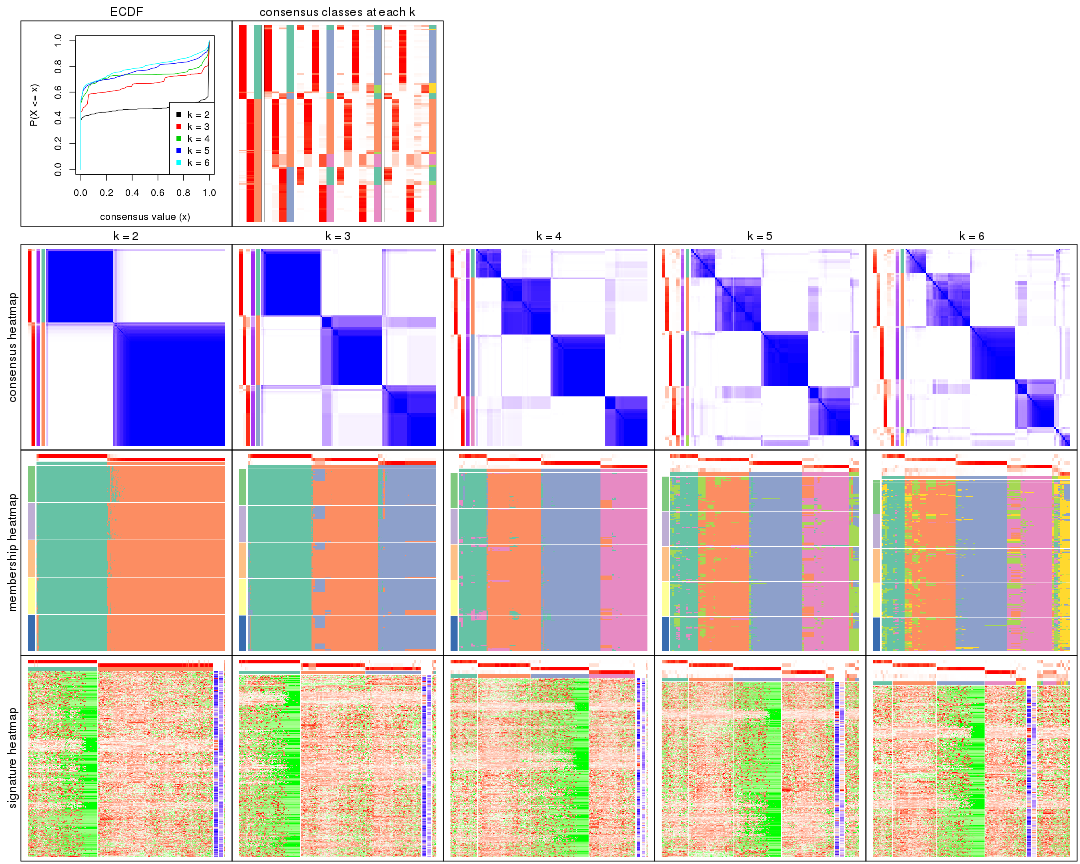 ECDF
consensus classes at each k
P(X <= x)
0.0 0.2 0.4 0.6 0.8 1.0
k = 2
k = 3
k = 4
k = 5
k = 6
0.0 0.2 0.4 0.6 0.8 1.0
consensus value (x)
k = 2
k = 3
k = 4
k = 5
k = 6
consensus heatmap
membership heatmap
signature heatmap